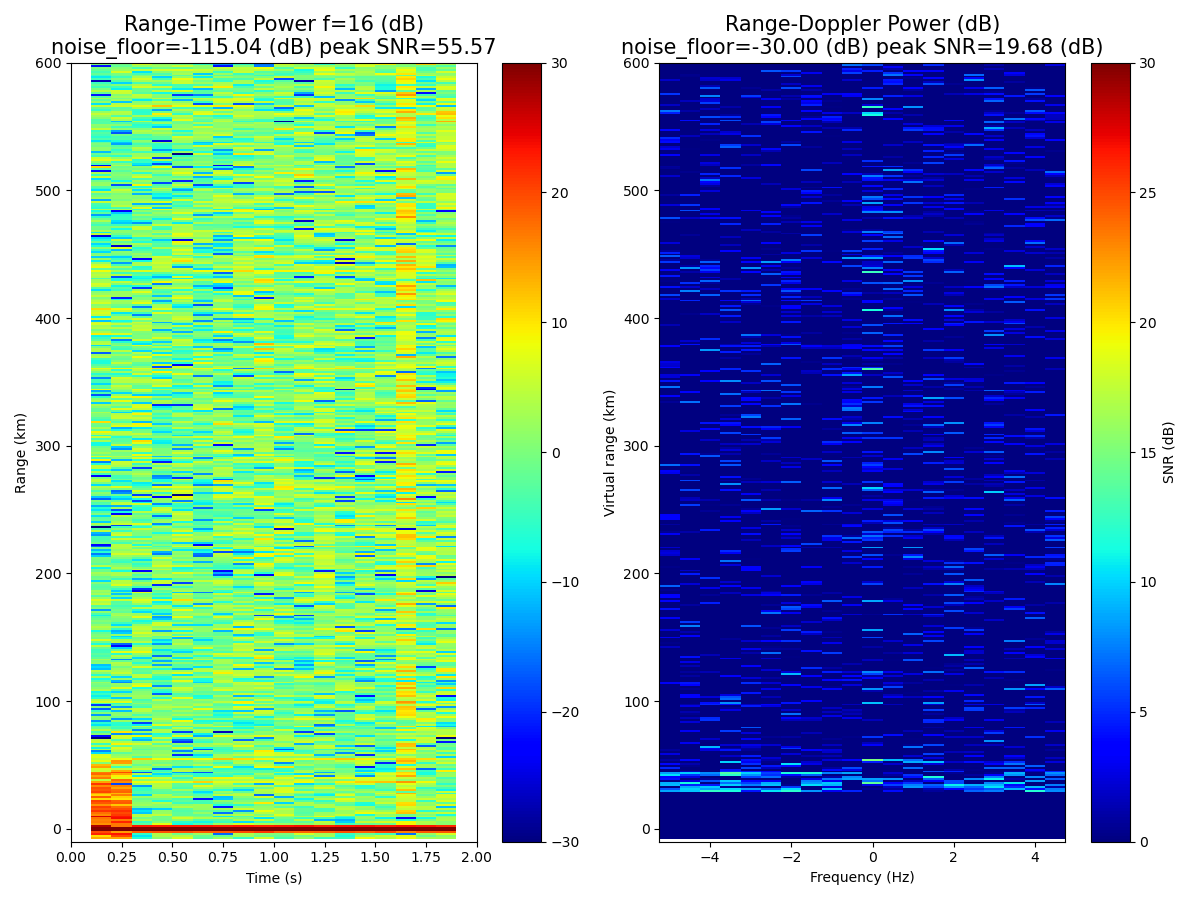 Range-Time Power f=16 (dB)
noise_floor=-115.04 (dB) peak SNR=55.57
Range (km)
600
500
400
300
200
100
0
0.00 0.25 0.50 0.75 1.00 1.25 1.50 1.75 2.00
Time (s)
30
20
10
0
−10
−20
−30
Range-Doppler Power (dB)
noise_floor=-30.00 (dB) peak SNR=19.68 (dB)
Virtual range (km)
600
500
400
300
200
100
0
−4 −2 0 2 4
Frequency (Hz)
30
25
20
15
10
5
0
SNR (dB)